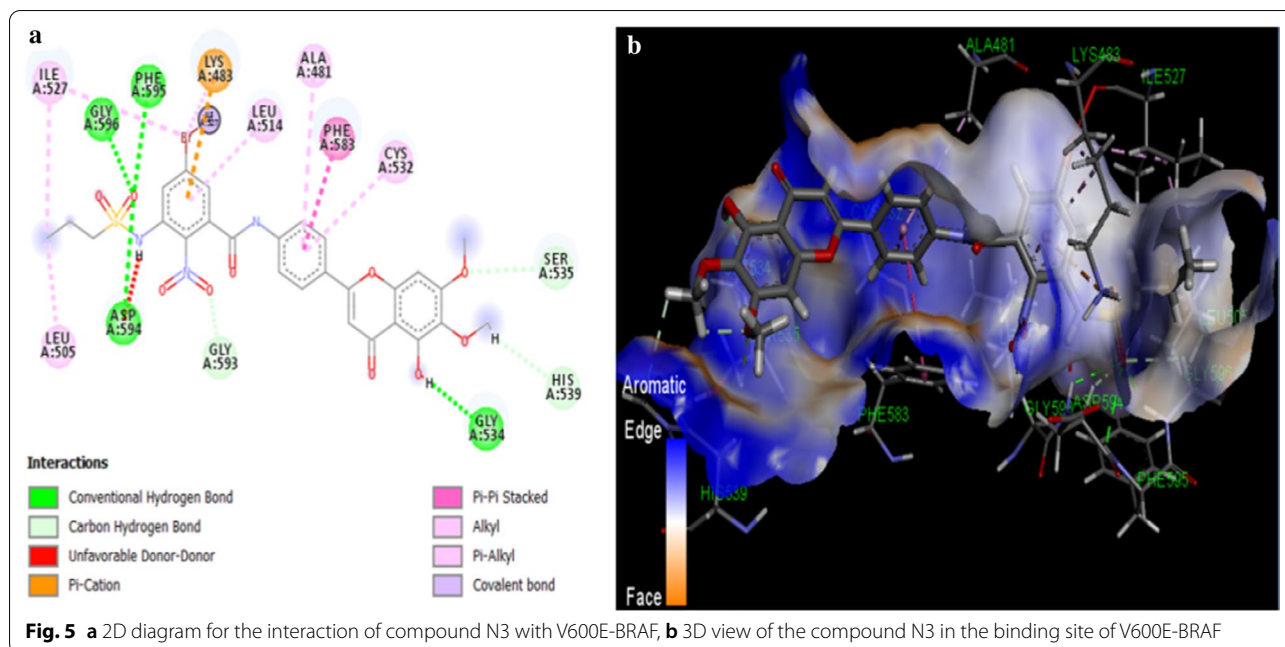 a
ILE
A:527
PHE
A:595
LYS
A:483
ALA
A:481
GLY
A:596
LEU
A:514
PHE
A:583
CYS
A:532
Br
O
O
S
N
H
N
N
O
O
O
O
O
O
O
O
H
H
SER
A:535
ASP
A:594
LEU
A:505
GLY
A:593
HIS
A:539
GLY
A:534
Interactions
Conventional Hydrogen Bond
Carbon Hydrogen Bond
Unfavorable Donor-Donor
Pi-Cation
Pi-Pi Stacked
Alkyl
Pi-Alkyl
Covalent bond
b
ALA481
LYS483
ILE527
PHE583
PHE595
HIS539
Aromatic
Edge
Face
Fig. 5 a 2D diagram for the interaction of compound N3 with V600E-BRAF, b 3D view of the compound N3 in the binding site of V600E-BRAF